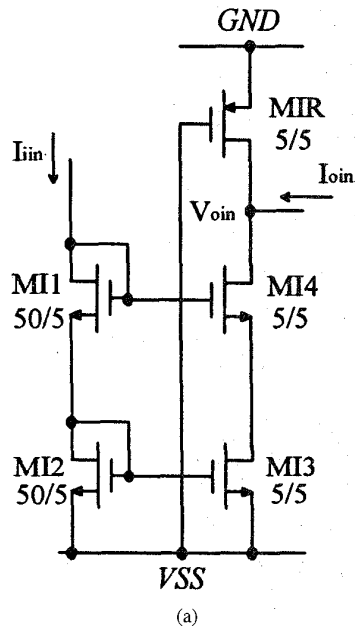 GND
MIR
5/5
Iiin
Ioin
Voin
MI1
50/5
MI4
5/5
MI2
50/5
MI3
5/5
VSS
(a)